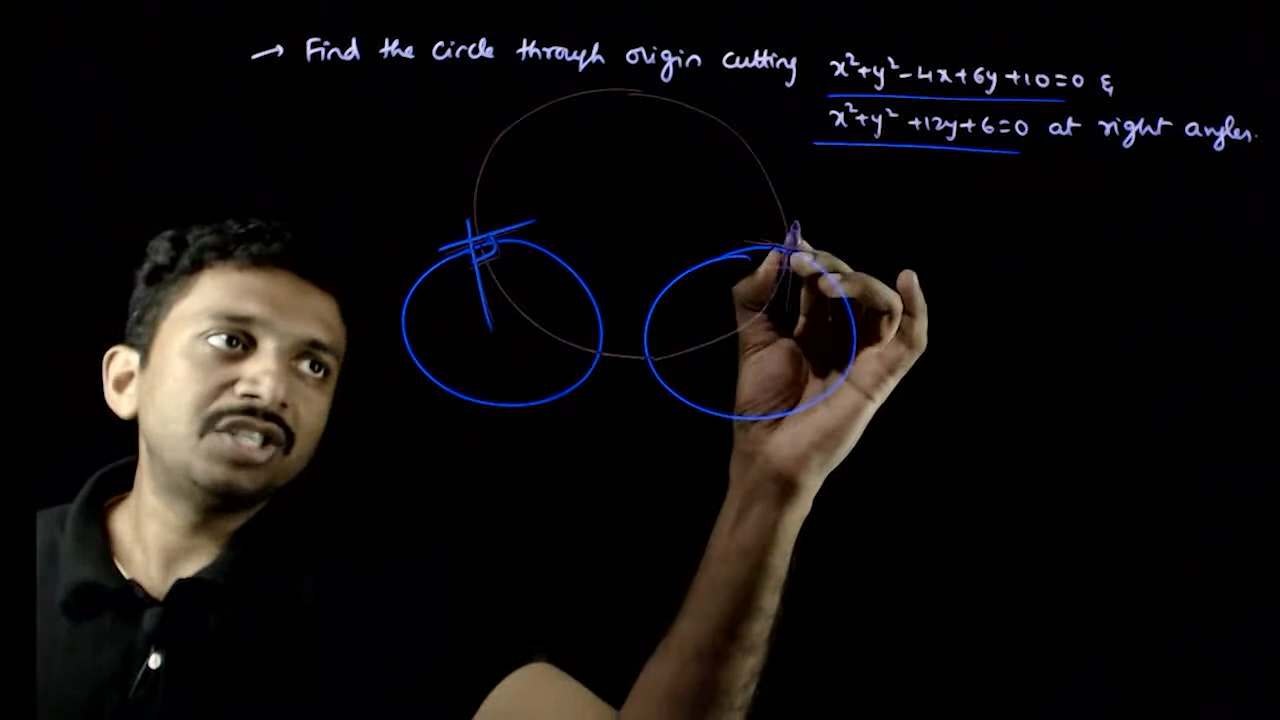 → Find the circle through origin cutting x²+y²-4x+6y+10=0 &
x²+y²+12y+6=0 at right angles.